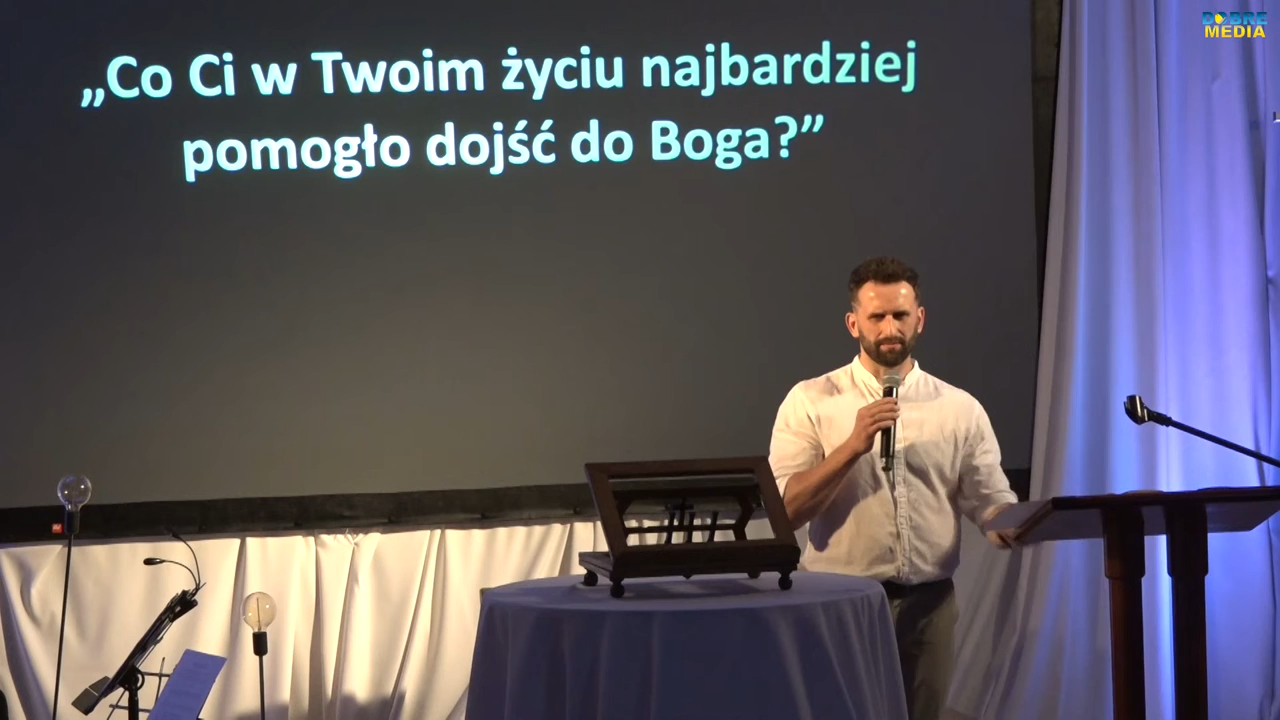 „Co Ci w Twoim życiu najbardziej
pomogło dojść do Boga?”
DOBRE
MEDIA